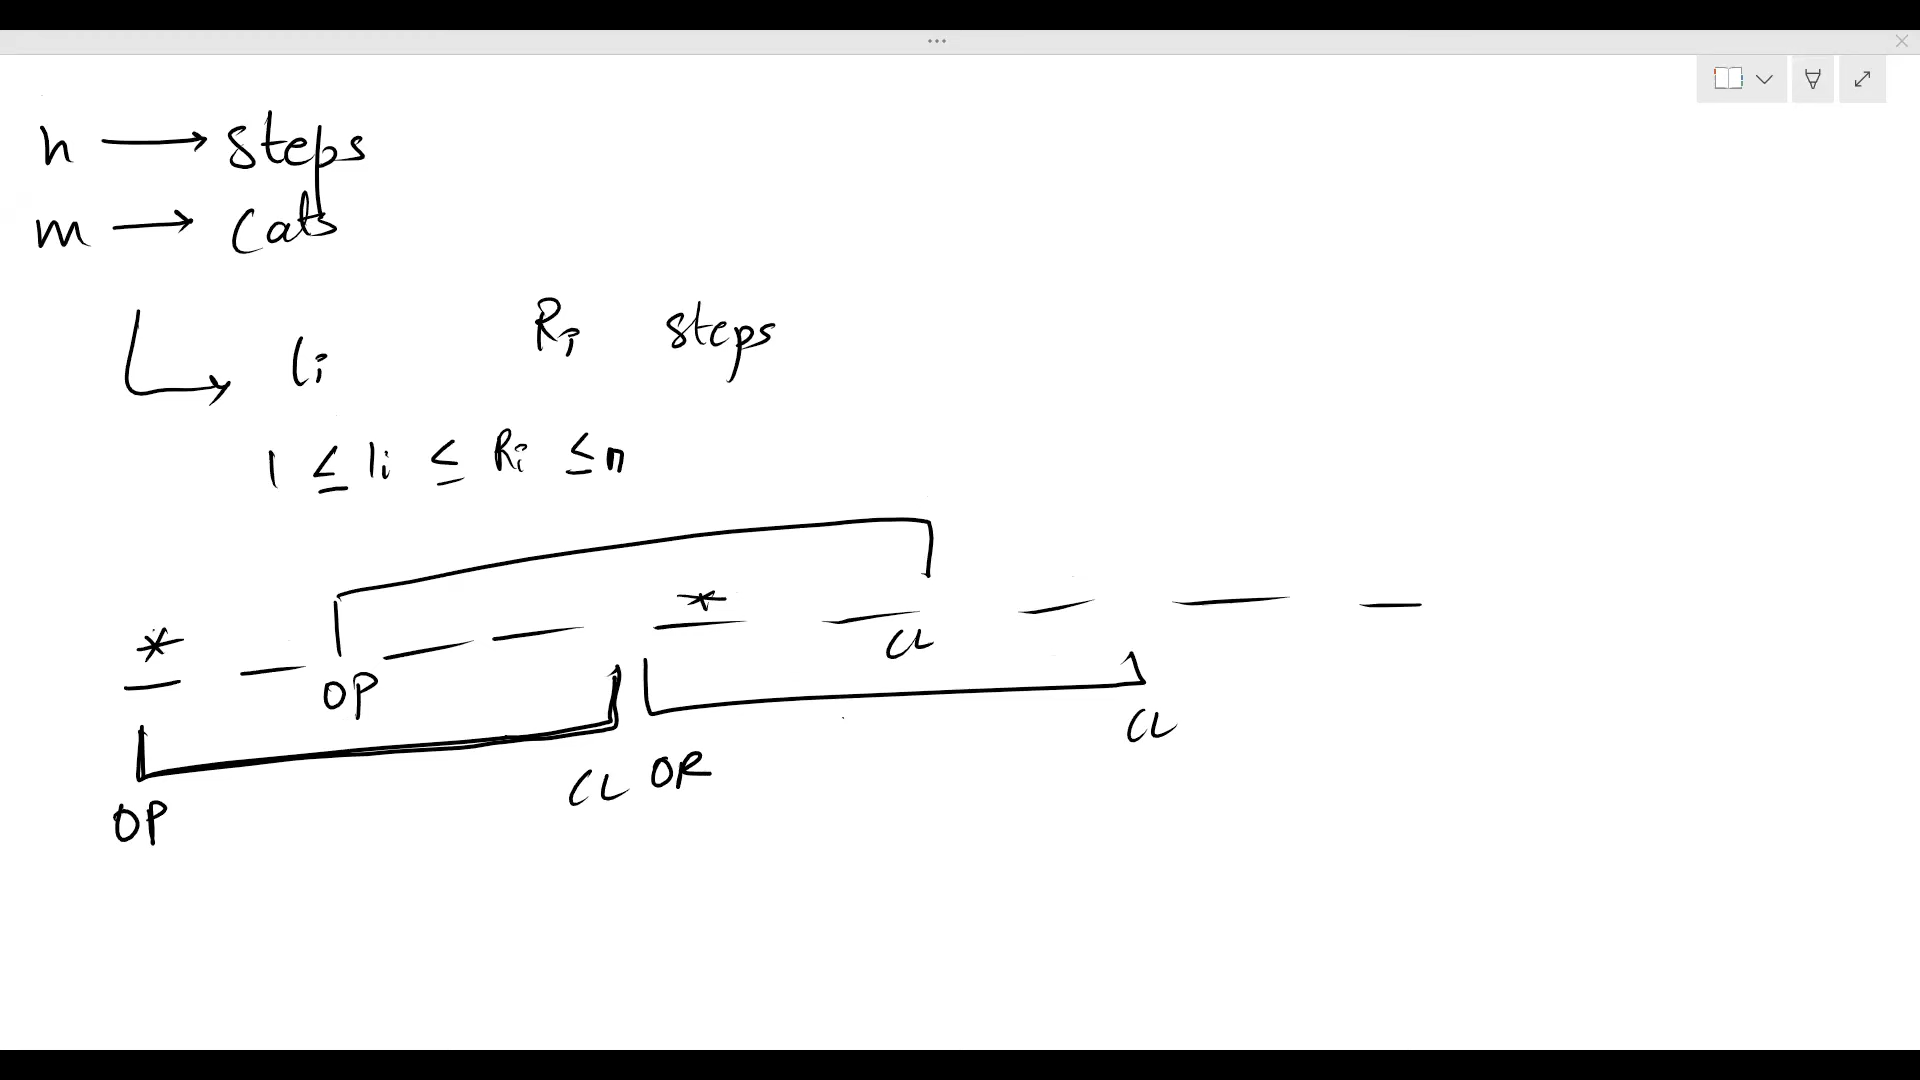 n → steps
m → cats
li Ri steps
1 ≤ li ≤ Ri ≤ n
* *
OP CL
OP CL OR CL